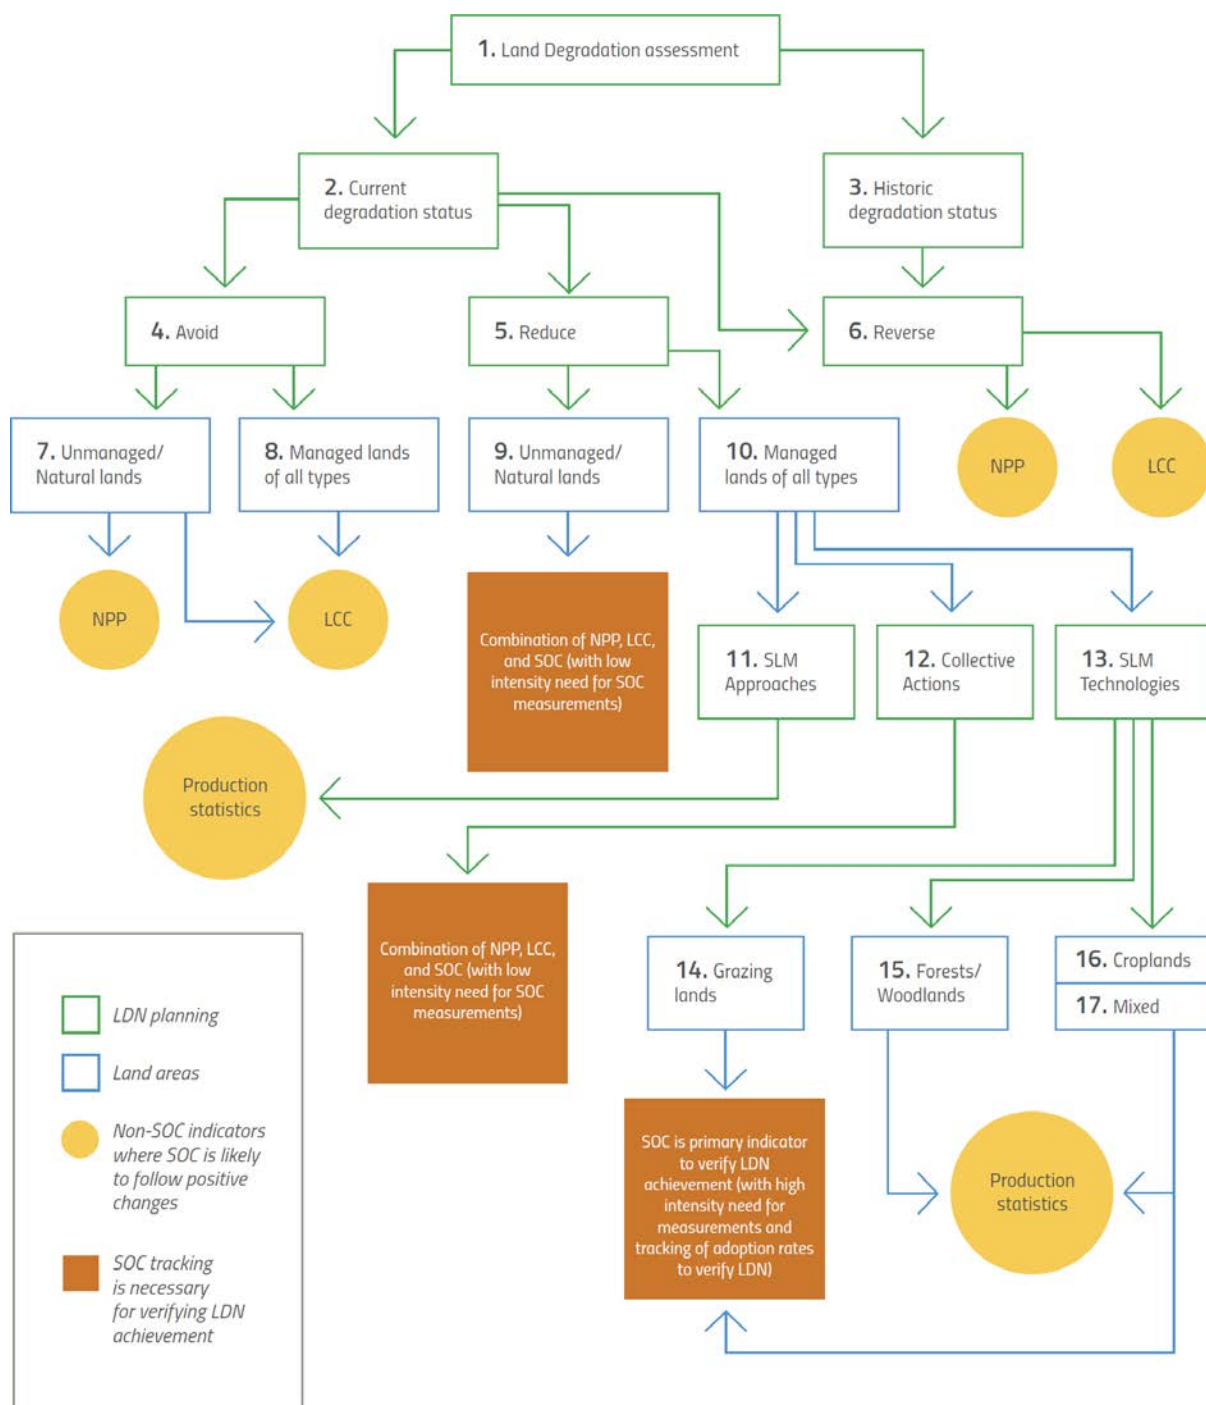 1. Land Degradation assessment
2. Current
degradation status
3. Historic
degradation status
4. Avoid
5. Reduce
6. Reverse
7. Unmanaged/
Natural lands
8. Managed lands
of all types
9. Unmanaged/
Natural lands
10. Managed
lands of all types
NPP
LCC
NPP
LCC
Combination of NPP, LCC,
and SOC (with low
intensity need for SOC
measurements)
11. SLM
Approaches
12. Collective
Actions
13. SLM
Technologies
Production
statistics
Combination of NPP, LCC,
and SOC (with low
intensity need for SOC
measurements)
14. Grazing
lands
15. Forests/
Woodlands
16. Croplands
17. Mixed
SOC is primary indicator
to verify LDN
achievement (with high
intensity need for
measurements and
tracking of adoption rates
to verify LDN)
Production
statistics
LDN planning
Land areas
Non-SOC indicators
where SOC is likely
to follow positive
changes
SOC tracking
is necessary
for verifying LDN
achievement